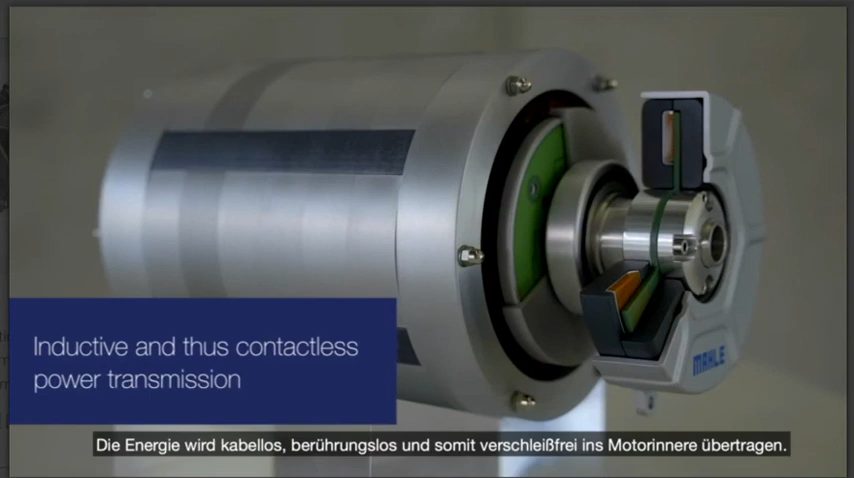 MAHLE
Inductive and thus contactless
power transmission
Die Energie wird kabellos, berührungslos und somit verschleißfrei ins Motorinnere übertragen.